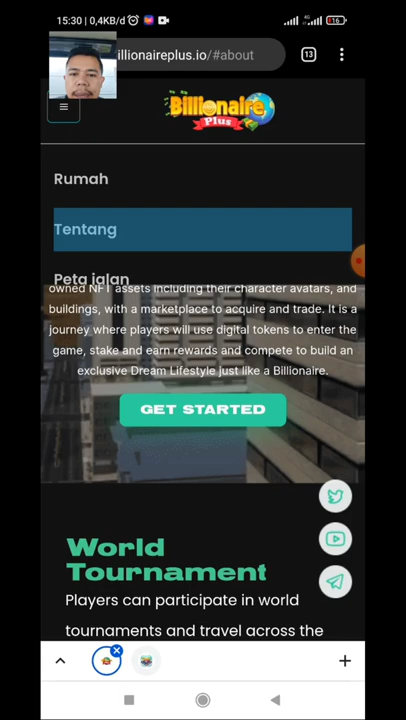 15:30 | 0,4KB/d
16
illionaireplus.io/#about
13
Billionaire
Plus
Rumah
Tentang
Peta jalan
owned NFT assets including their character avatars, and
buildings, with a marketplace to acquire and trade. It is a
journey where players will use digital tokens to enter the
game, stake and earn rewards and compete to build an
exclusive Dream Lifestyle just like a Billionaire.
GET STARTED
World
Tournament
Players can participate in world
tournaments and travel across the